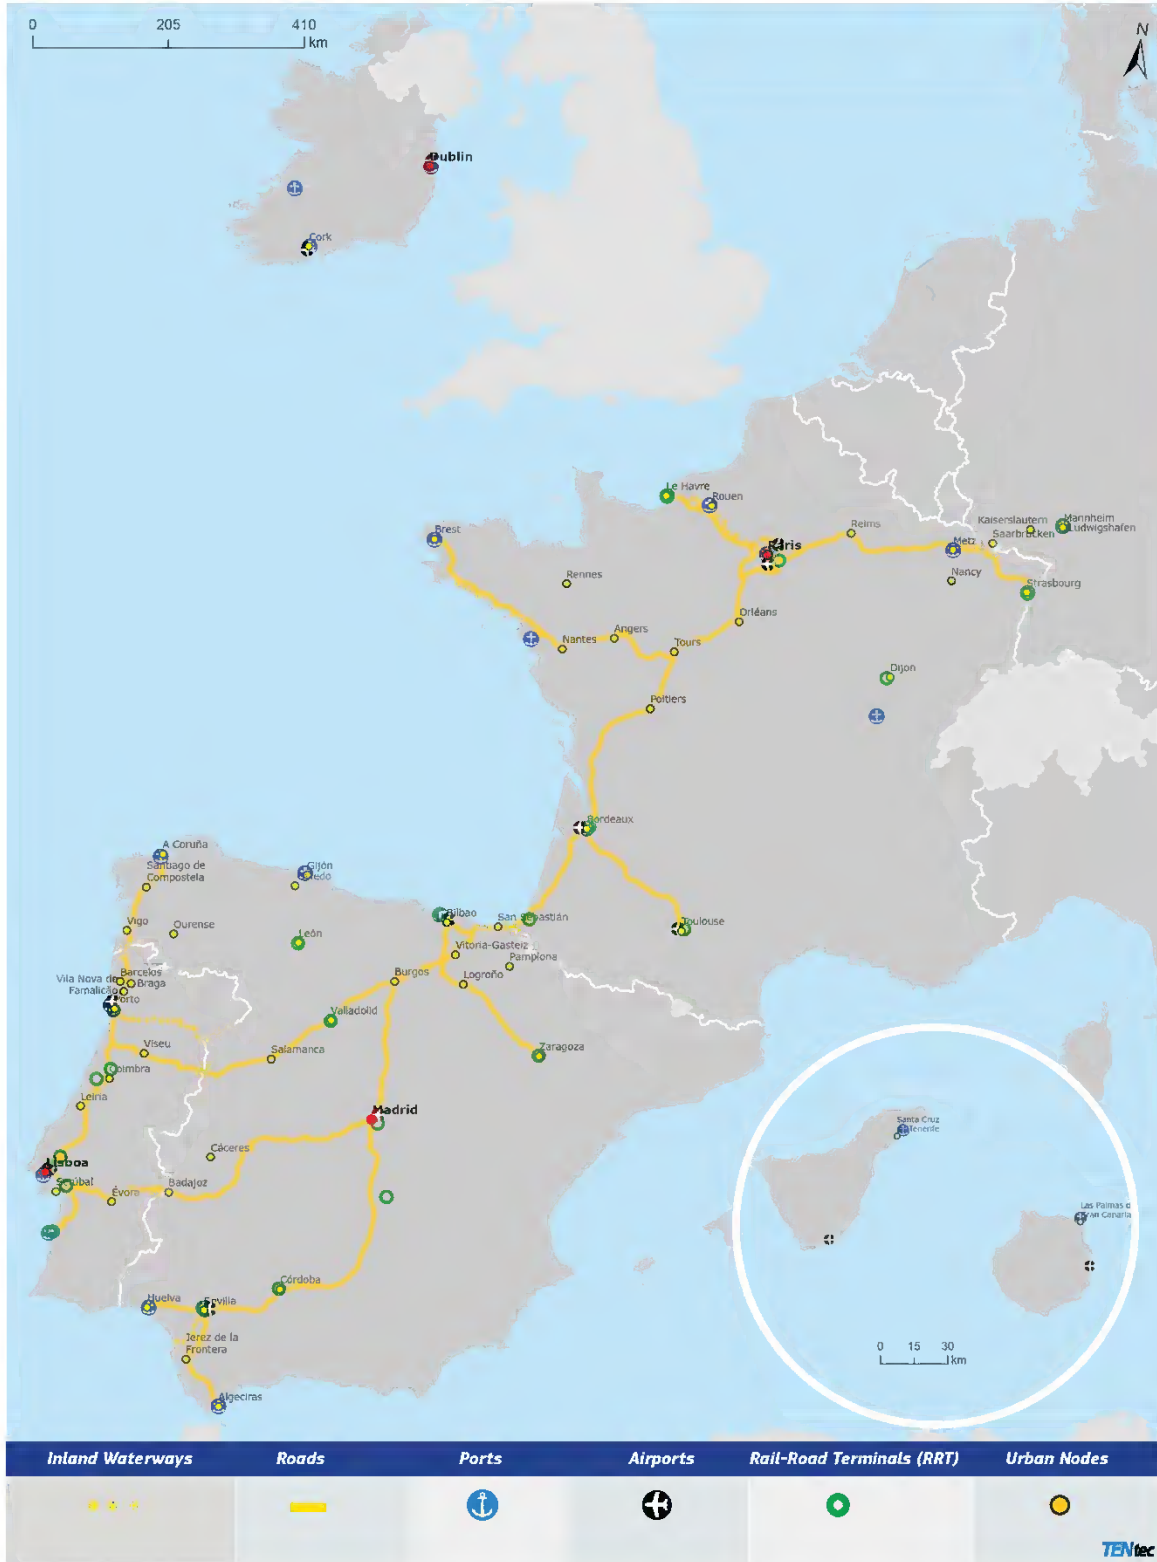 0 205 410
km
N
Dublin
Cork
Le Havre
Rouen
Brest
Reims
Kaiserslautern
Mannheim
Ludwigshafen
Saarbrücken
Metz
Paris
Nancy
Strasbourg
Rennes
Orléans
Angers
Nantes
Tours
Dijon
Poitiers
Bordeaux
A Coruña
Santiago de
Compostela
Gijón
Toulouse
Bilbao
San Sebastián
Vigo
Ourense
León
Vitoria-Gasteiz
Pamplona
Burgos
Logroño
Barcelos
Vila Nova de
Braga
Famalicão
Porto
Valladolid
Viseu
Salamanca
Zaragoza
Leiria
Madrid
Santa Cruz
Tenerife
Cáceres
Lisboa
Évora
Badajoz
Las Palmas d
Gran Canaria
Córdoba
Huelva
Jerez de la
Frontera
0 15 30
km
Algeciras
Inland Waterways
Roads
Ports
Airports
Rail-Road Terminals (RRT)
Urban Nodes
TENtec